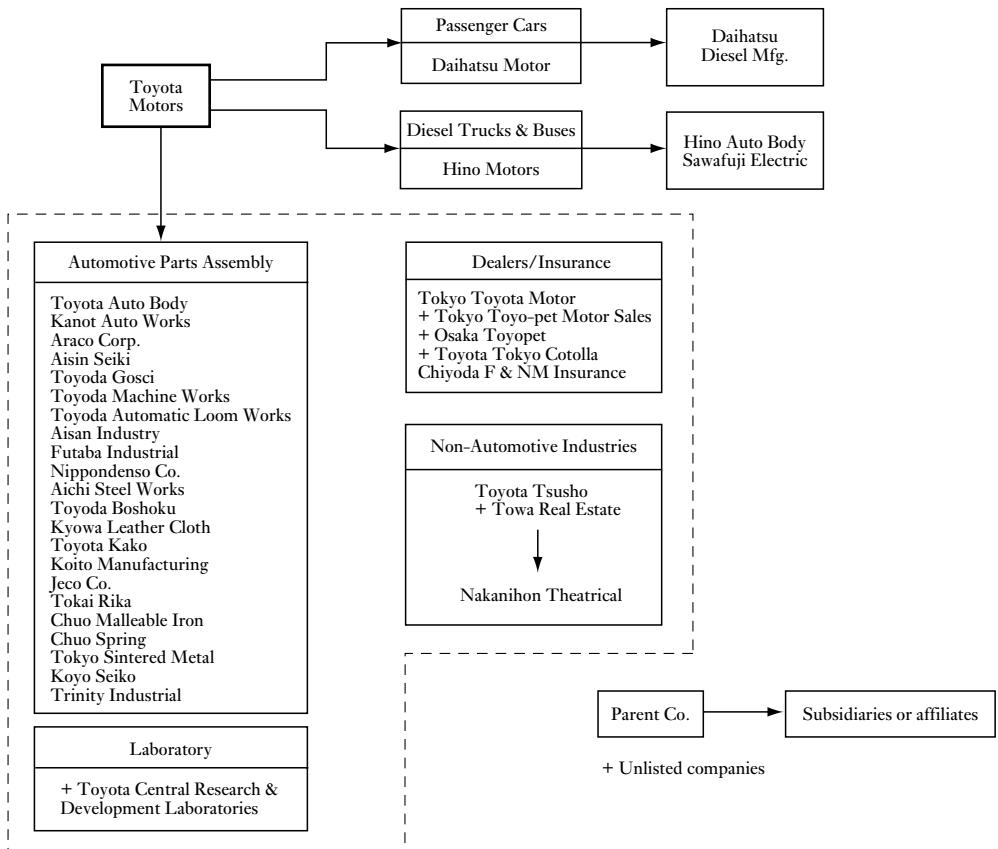 Toyota
Motors
Passenger Cars
Daihatsu Motor
Daihatsu
Diesel Mfg.
Diesel Trucks & Buses
Hino Motors
Hino Auto Body
Sawafuji Electric
Automotive Parts Assembly
Toyota Auto Body
Kanot Auto Works
Araco Corp.
Aisin Seiki
Toyoda Gosci
Toyoda Machine Works
Toyoda Automatic Loom Works
Aisan Industry
Futaba Industrial
Nippondenso Co.
Aichi Steel Works
Toyoda Boshoku
Kyowa Leather Cloth
Toyota Kako
Koito Manufacturing
Jeco Co.
Tokai Rika
Chuo Malleable Iron
Chuo Spring
Tokyo Sintered Metal
Koyo Seiko
Trinity Industrial
Laboratory
+ Toyota Central Research &
Development Laboratories
Dealers/Insurance
Tokyo Toyota Motor
+ Tokyo Toyo-pet Motor Sales
+ Osaka Toyopet
+ Toyota Tokyo Cotolla
Chiyoda F & NM Insurance
Non-Automotive Industries
Toyota Tsusho
+ Towa Real Estate
Nakanihon Theatrical
Parent Co.
Subsidiaries or affiliates
+ Unlisted companies